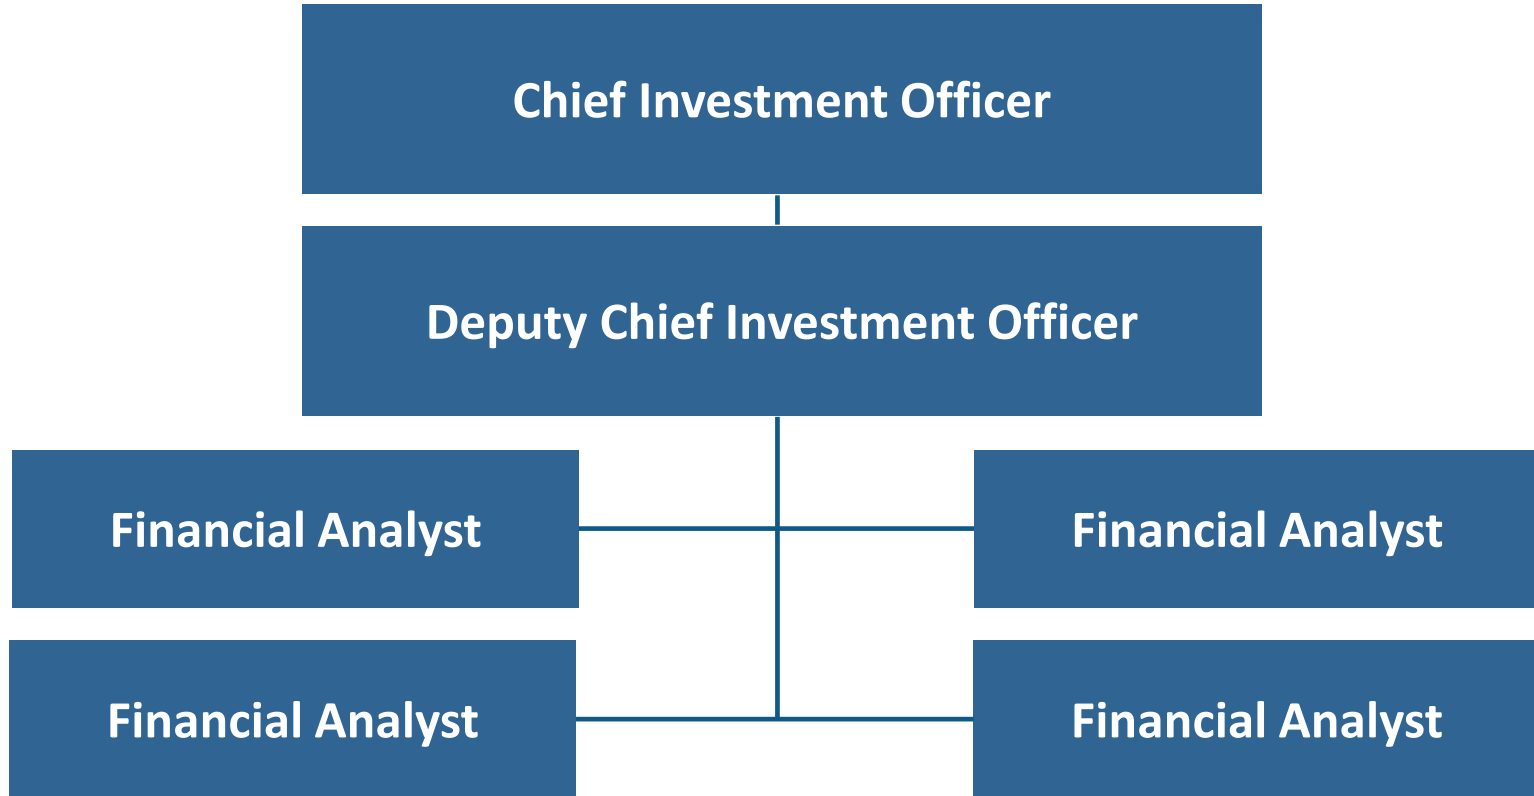 Chief Investment Officer
Deputy Chief Investment Officer
Financial Analyst
Financial Analyst
Financial Analyst
Financial Analyst